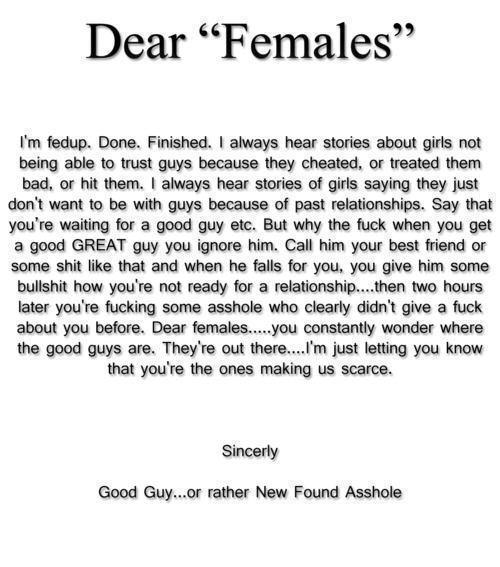 Dear “Females”
I'm fedup. Done. Finished. I always hear stories about girls not
being able to trust guys because they cheated, or treated them
bad, or hit them. I always hear stories of girls saying they just
don't want to be with guys because of past relationships. Say that
you're waiting for a good guy etc. But why the fuck when you get
a good GREAT guy you ignore him. Call him your best friend or
some shit like that and when he falls for you, you give him some
bullshit how you're not ready for a relationship....then two hours
later you're fucking some asshole who clearly didn't give a fuck
about you before. Dear females.....you constantly wonder where
the good guys are. They're out there....I'm just letting you know
that you're the ones making us scarce.
Sincerly
Good Guy...or rather New Found Asshole